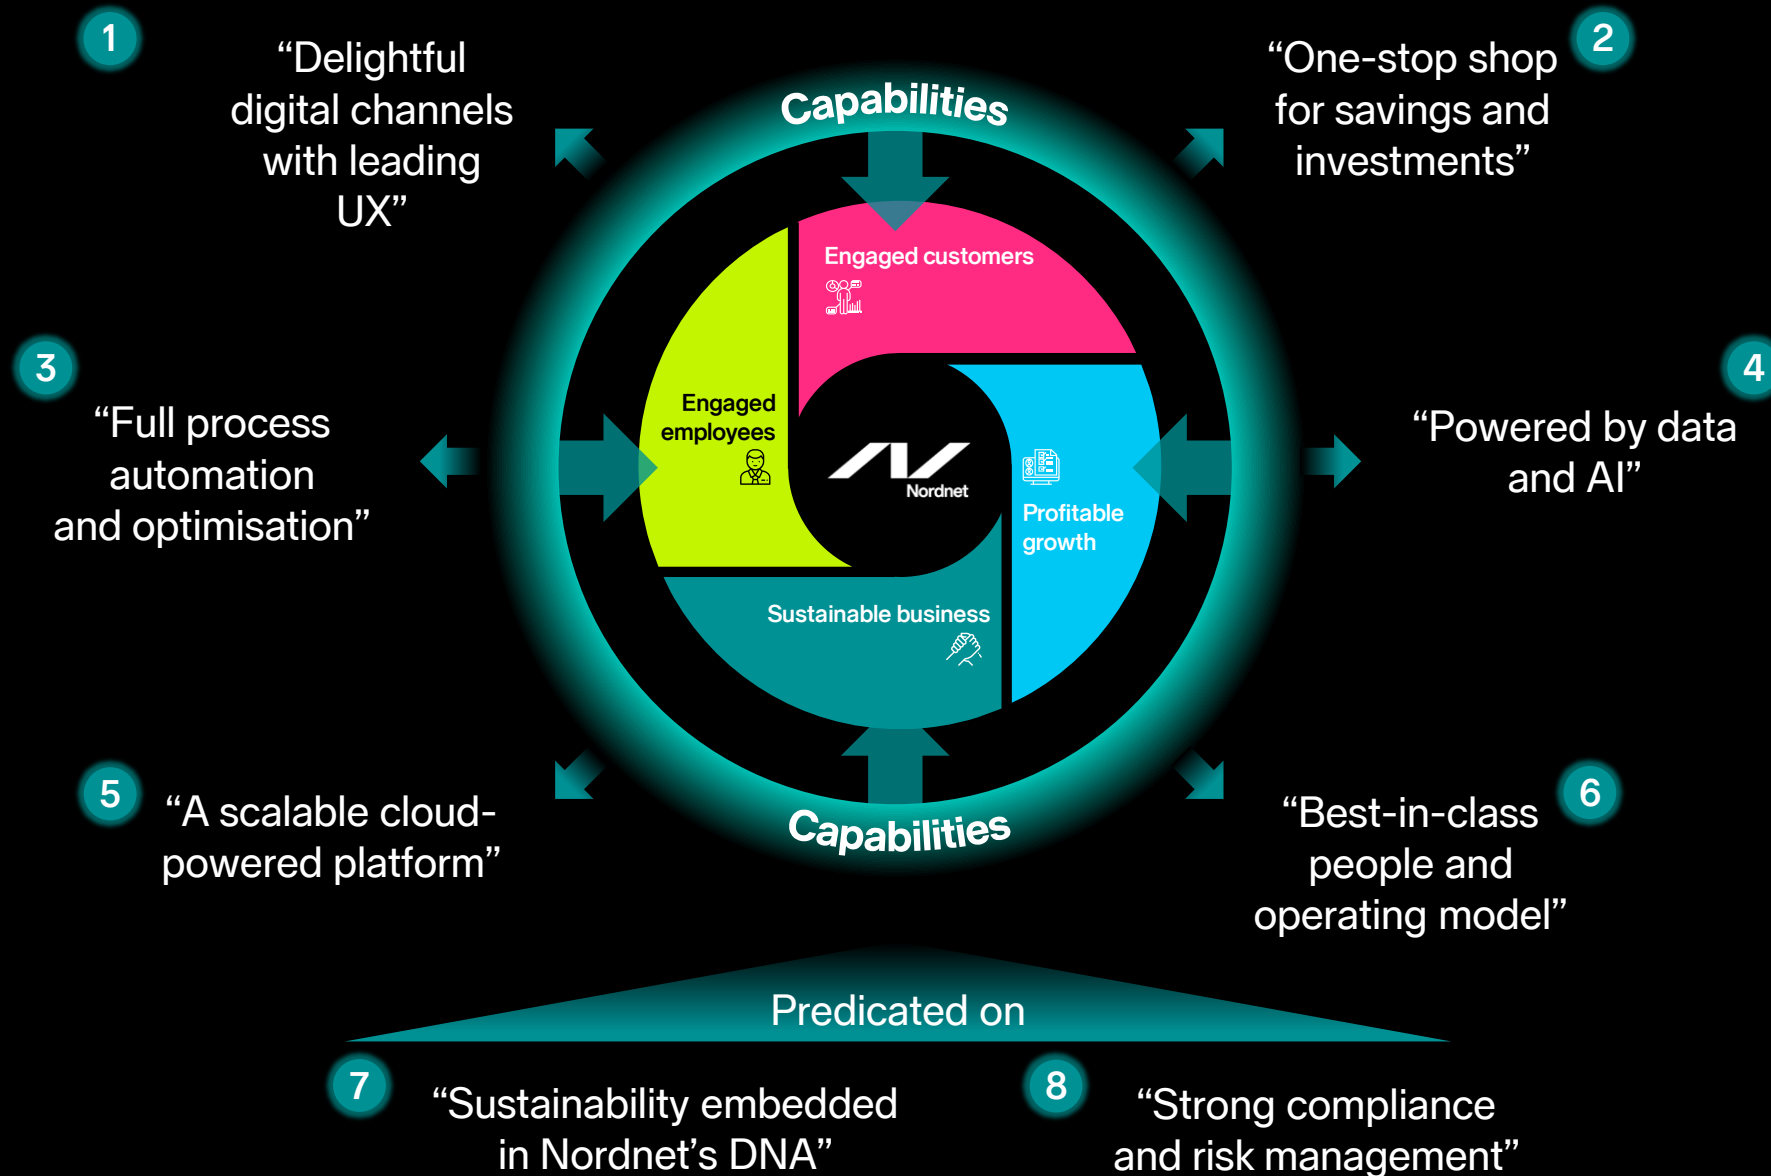 1
“Delightful
digital channels
with leading
UX”
2
“One-stop shop
for savings and
investments”
Capabilities
Engaged customers
3
“Full process
automation
and optimisation”
Engaged
employees
Nordnet
Profitable
growth
4
“Powered by data
and AI”
Sustainable business
5
“A scalable cloud-
powered platform”
Capabilities
6
“Best-in-class
people and
operating model”
Predicated on
7
“Sustainability embedded
in Nordnet’s DNA”
8
“Strong compliance
and risk management”